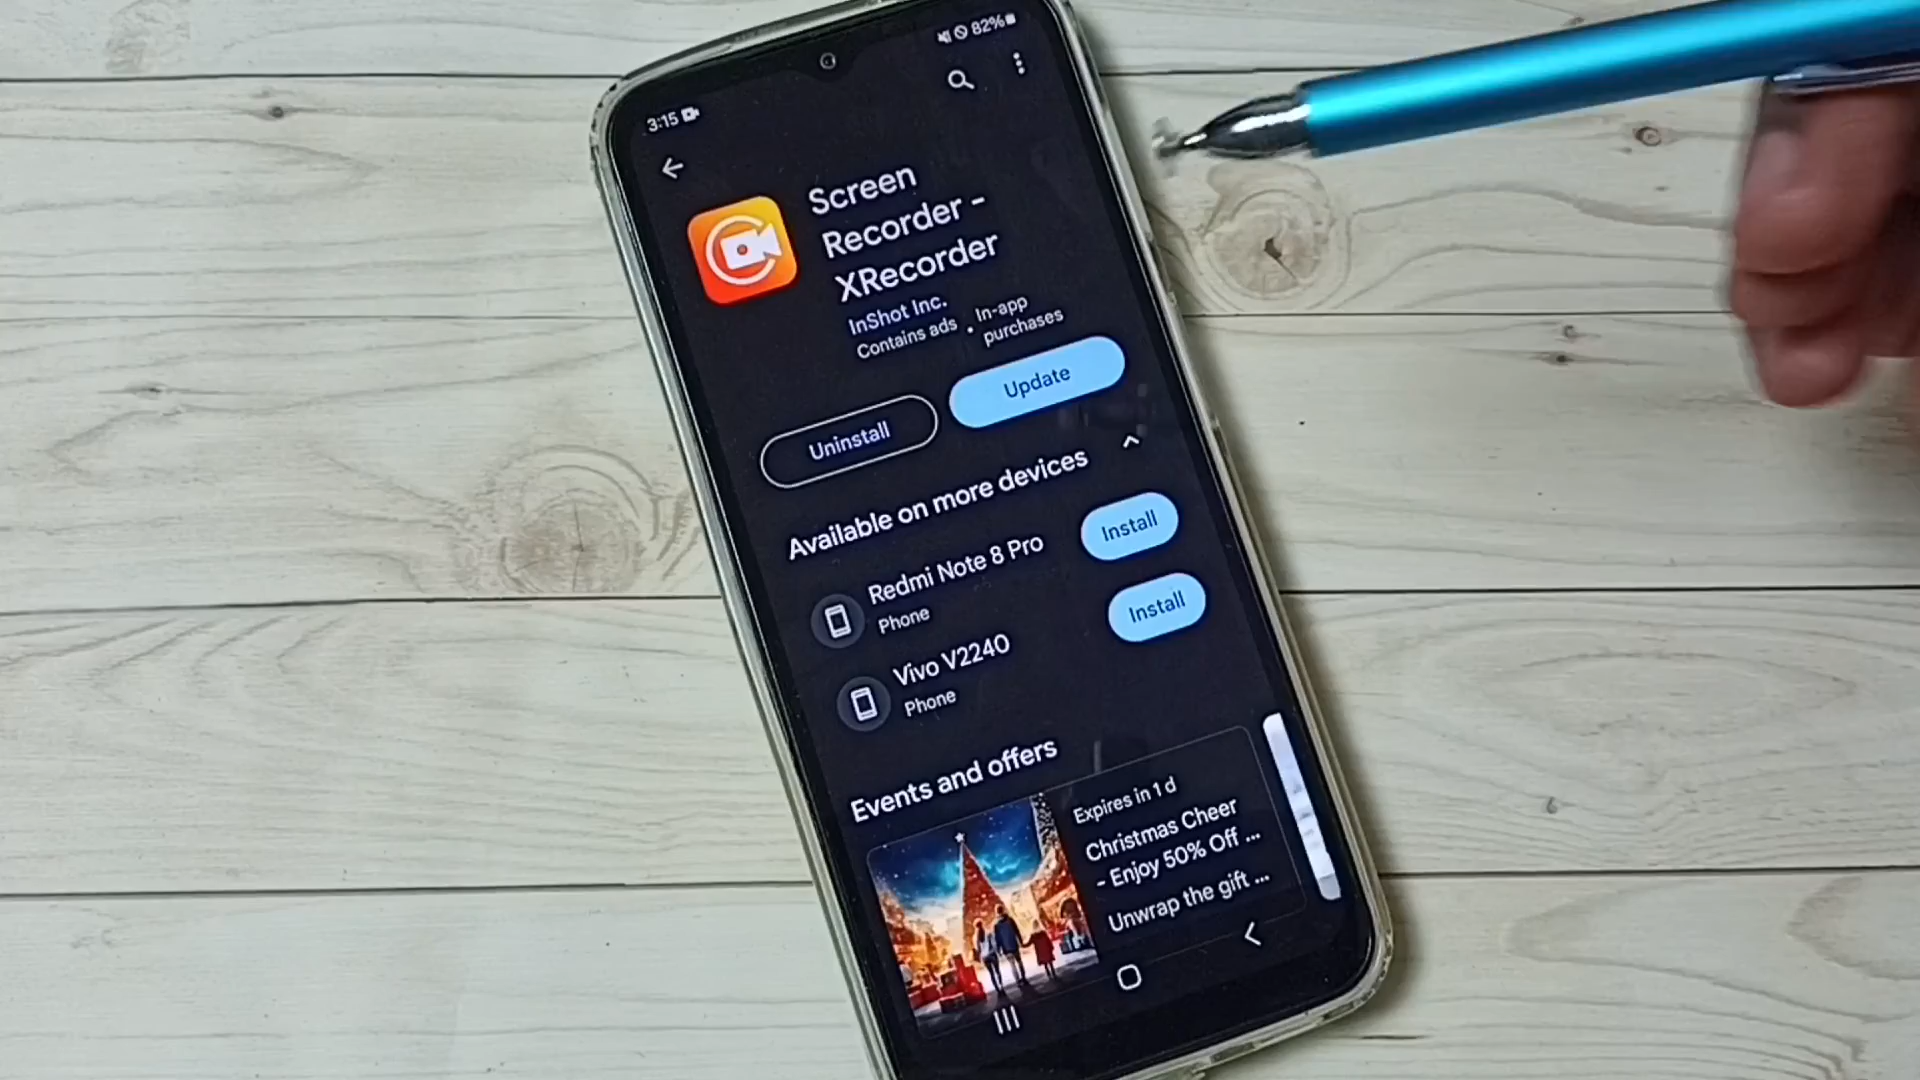 82%
3:15
Screen
Recorder -
XRecorder
InShot Inc.
Contains ads • In-app
purchases
Uninstall
Update
Available on more devices
Redmi Note 8 Pro
Phone
Install
Vivo V2240
Phone
Install
Events and offers
Expires in 1 d
Christmas Cheer
- Enjoy 50% Off ...
Unwrap the gift ...